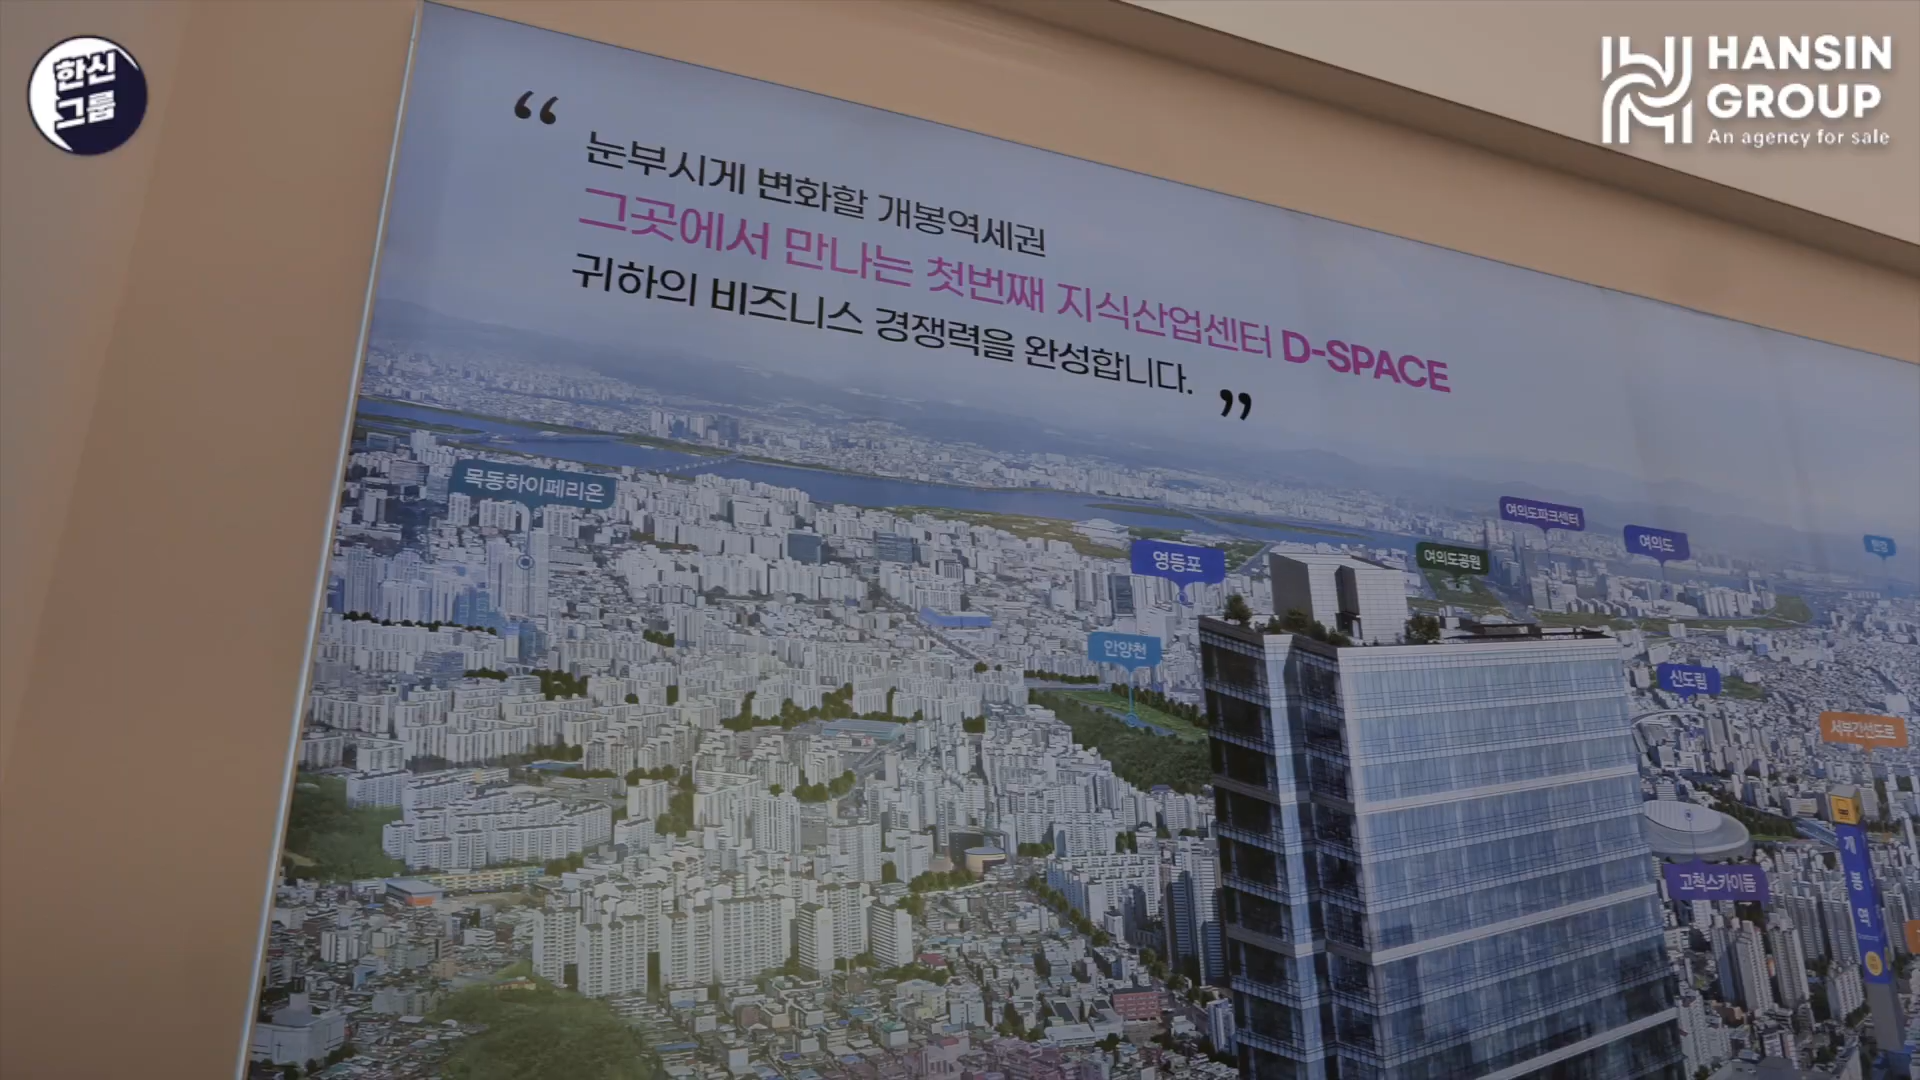 한신
그룹
HANSIN
GROUP
An agency for sale
“
눈부시게 변화할 개봉역세권
그곳에서 만나는 첫번째 지식산업센터 D-SPACE
귀하의 비즈니스 경쟁력을 완성합니다.
”
목동하이페리온
영등포
여의도공원
여의도파크센터
여의도
한강
안양천
신도림
서부간선도로
고척스카이돔
개봉역